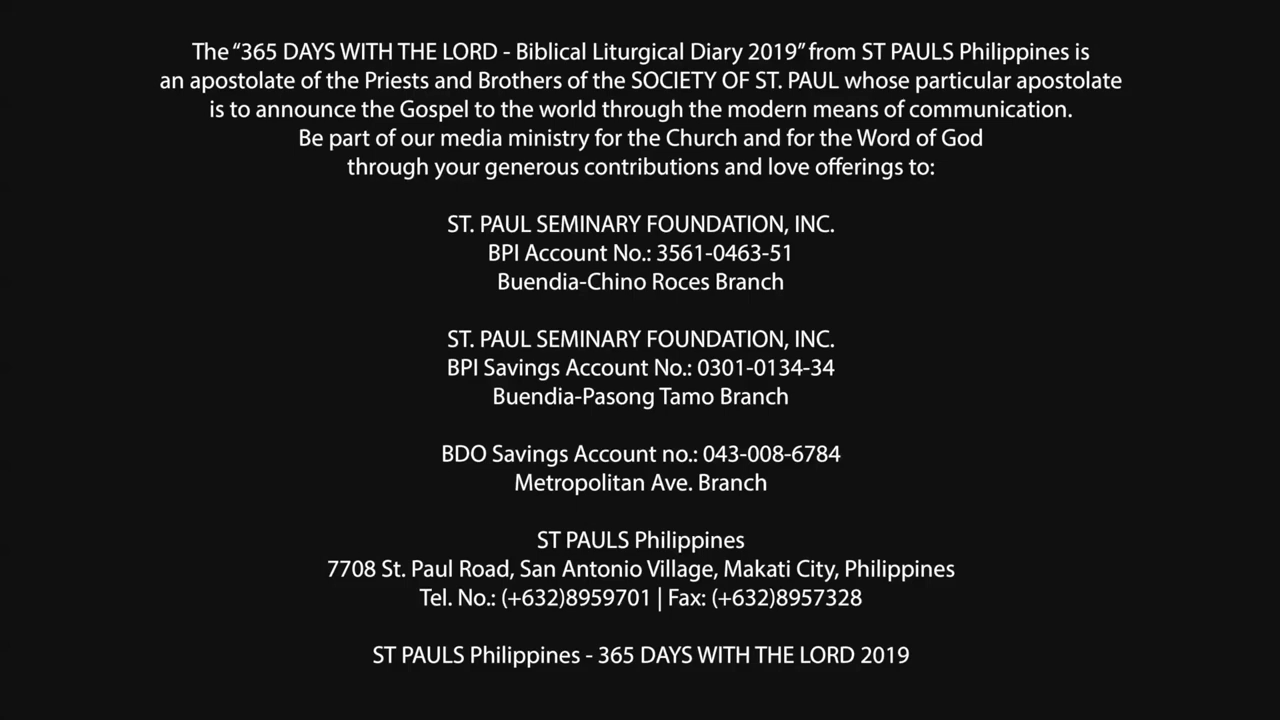 The “365 DAYS WITH THE LORD - Biblical Liturgical Diary 2019” from ST PAULS Philippines is
an apostolate of the Priests and Brothers of the SOCIETY OF ST. PAUL whose particular apostolate
is to announce the Gospel to the world through the modern means of communication.
Be part of our media ministry for the Church and for the Word of God
through your generous contributions and love offerings to:
ST. PAUL SEMINARY FOUNDATION, INC.
BPI Account No.: 3561-0463-51
Buendia-Chino Roces Branch
ST. PAUL SEMINARY FOUNDATION, INC.
BPI Savings Account No.: 0301-0134-34
Buendia-Pasong Tamo Branch
BDO Savings Account no.: 043-008-6784
Metropolitan Ave. Branch
ST PAULS Philippines
7708 St. Paul Road, San Antonio Village, Makati City, Philippines
Tel. No.: (+632)8959701 | Fax: (+632)8957328
ST PAULS Philippines - 365 DAYS WITH THE LORD 2019